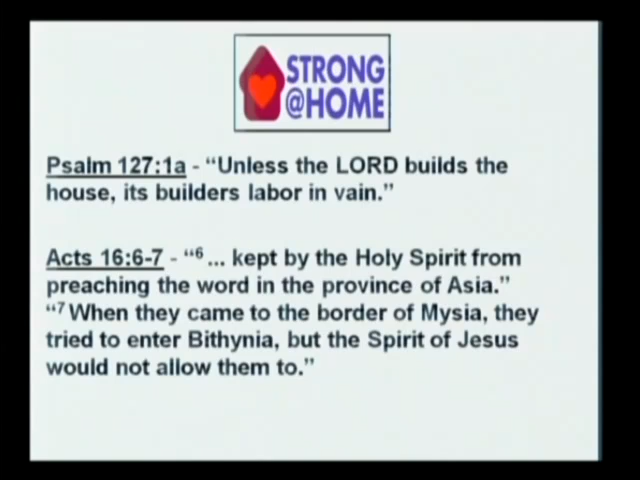 STRONG
@HOME
Psalm 127:1a - “Unless the LORD builds the
house, its builders labor in vain.”
Acts 16:6-7 - “6 ... kept by the Holy Spirit from
preaching the word in the province of Asia.”
“7 When they came to the border of Mysia, they
tried to enter Bithynia, but the Spirit of Jesus
would not allow them to.”